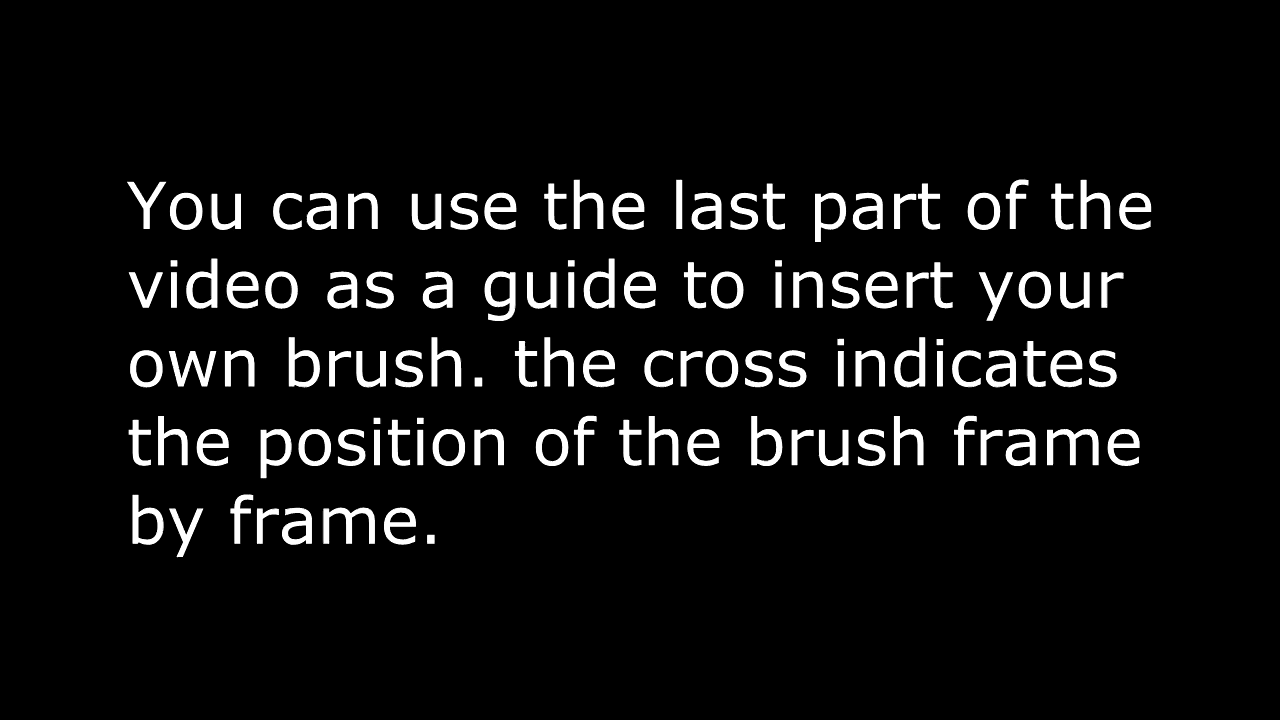 You can use the last part of the
video as a guide to insert your
own brush. the cross indicates
the position of the brush frame
by frame.